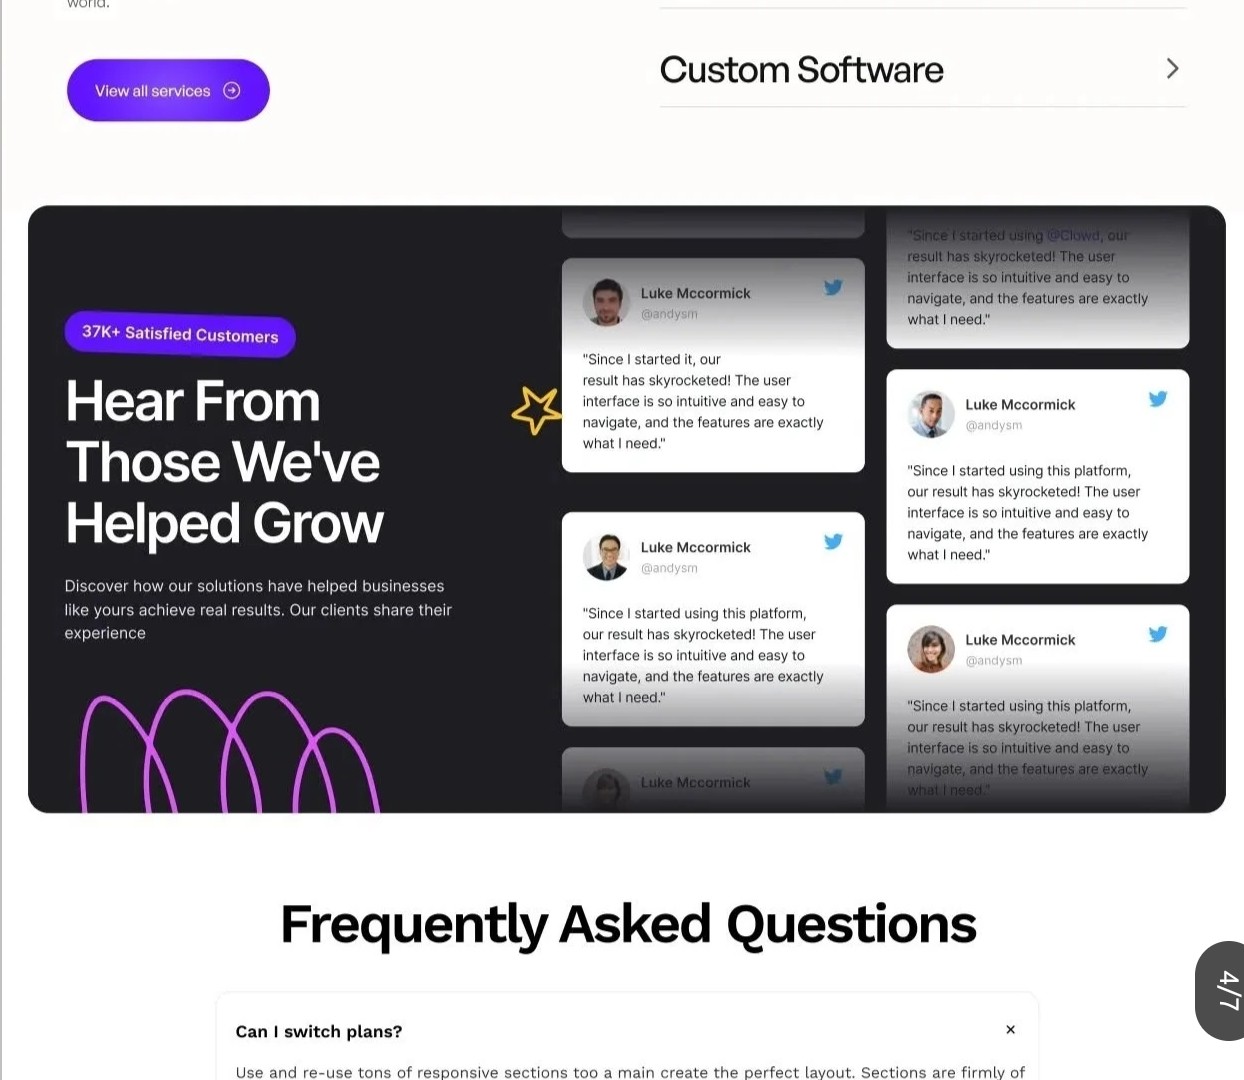 world.
View all services
Custom Software
37K+ Satisfied Customers
Hear From
Those We've
Helped Grow
Discover how our solutions have helped businesses
like yours achieve real results. Our clients share their
experience
Luke Mccormick
@andysm
"Since I started it, our
result has skyrocketed! The user
interface is so intuitive and easy to
navigate, and the features are exactly
what I need."
Luke Mccormick
@andysm
"Since I started using this platform,
our result has skyrocketed! The user
interface is so intuitive and easy to
navigate, and the features are exactly
what I need."
Luke Mccormick
"Since I started using @Clowd, our
result has skyrocketed! The user
interface is so intuitive and easy to
navigate, and the features are exactly
what I need."
Luke Mccormick
@andysm
"Since I started using this platform,
our result has skyrocketed! The user
interface is so intuitive and easy to
navigate, and the features are exactly
what I need."
Luke Mccormick
@andysm
"Since I started using this platform,
our result has skyrocketed! The user
interface is so intuitive and easy to
navigate, and the features are exactly
what I need."
Frequently Asked Questions
Can I switch plans?
Use and re-use tons of responsive sections too a main create the perfect layout. Sections are firmly of
4/7